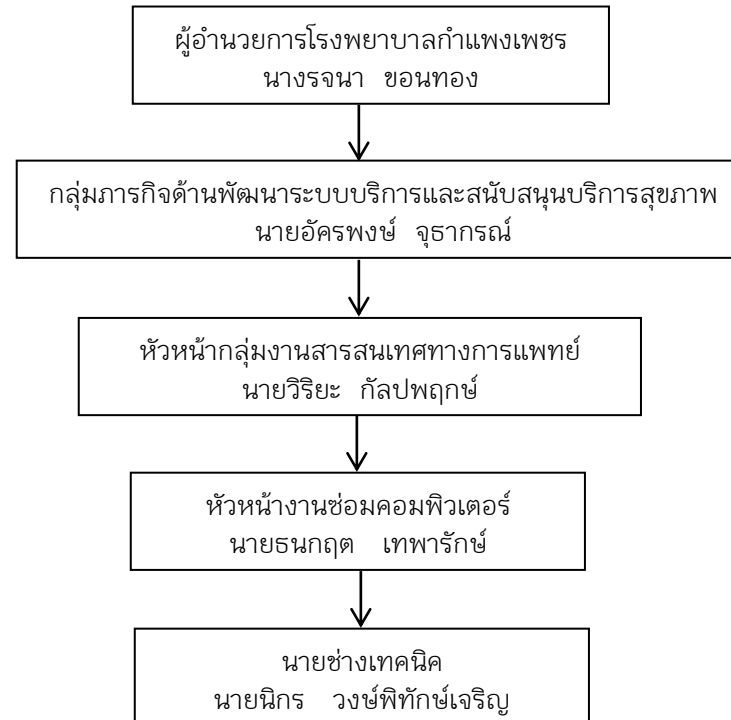 ผู้อำนวยการโรงพยาบาลกำแพงเพชร
นางรจนา ขอนทอง
กลุ่มภารกิจด้านพัฒนาระบบบริการและสนับสนุนบริการสุขภาพ
นายอัครพงษ์ จุธากรณ์
หัวหน้ากลุ่มงานสารสนเทศทางการแพทย์
นายวิริยะ กัลปพฤกษ์
หัวหน้างานซ่อมคอมพิวเตอร์
นายธนกฤต เทพารักษ์
นายช่างเทคนิค
นายนิกร วงษ์พิทักษ์เจริญ